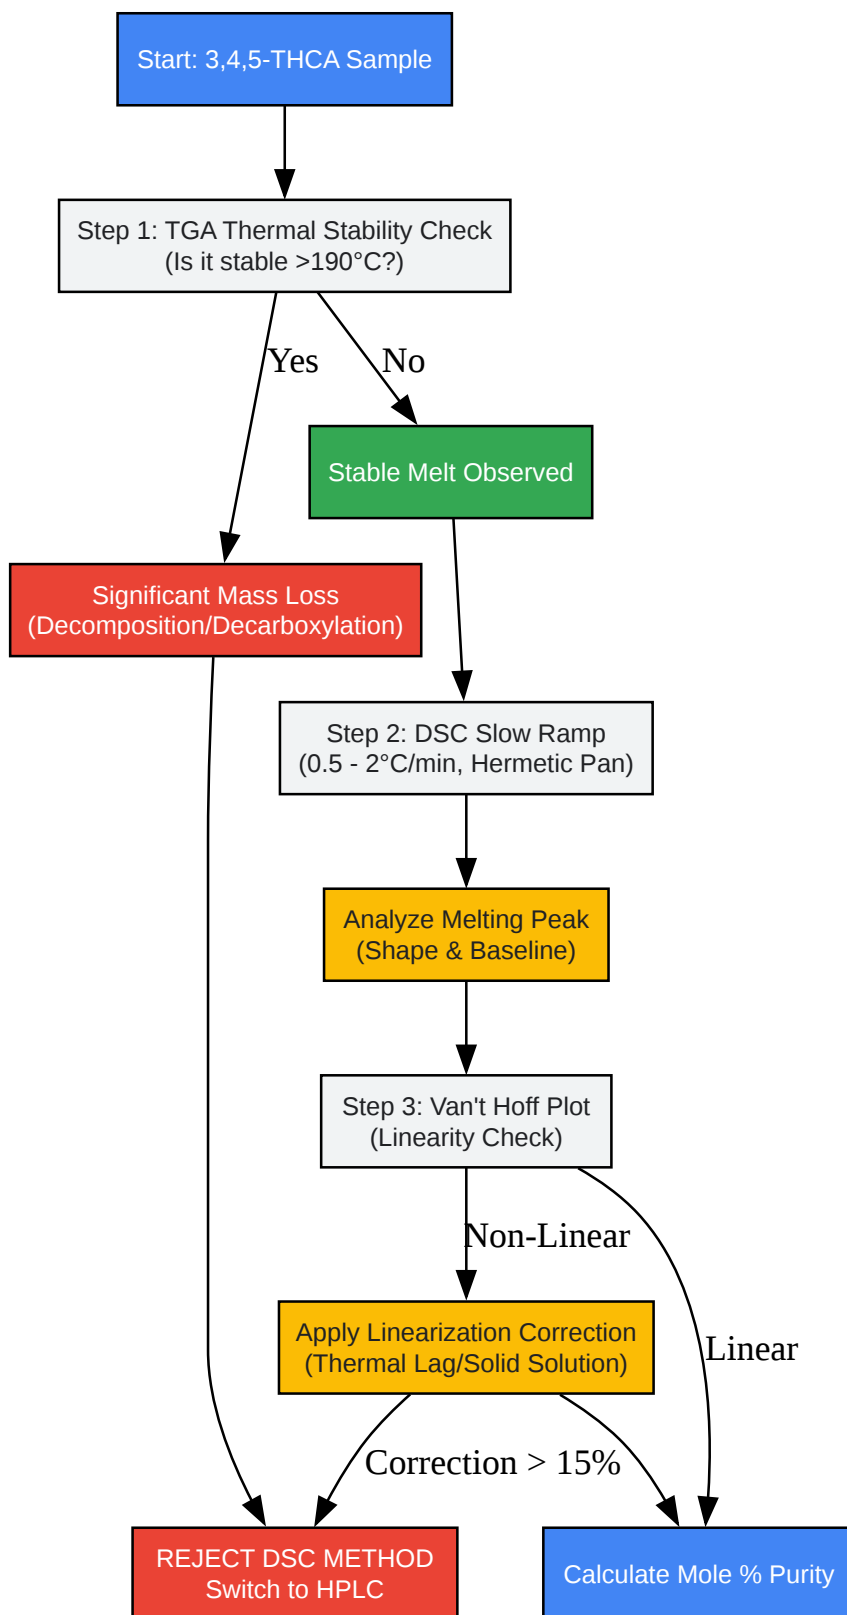 Start: 3,4,5-THCA Sample
Step 1: TGA Thermal Stability Check
(Is it stable >190°C?)
Yes
No
Stable Melt Observed
Significant Mass Loss
(Decomposition/Decarboxylation)
Step 2: DSC Slow Ramp
(0.5 - 2°C/min, Hermetic Pan)
Analyze Melting Peak
(Shape & Baseline)
Step 3: Van't Hoff Plot
(Linearity Check)
Non-Linear
Apply Linearization Correction
(Thermal Lag/Solid Solution)
Linear
Correction > 15%
REJECT DSC METHOD
Switch to HPLC
Calculate Mole % Purity